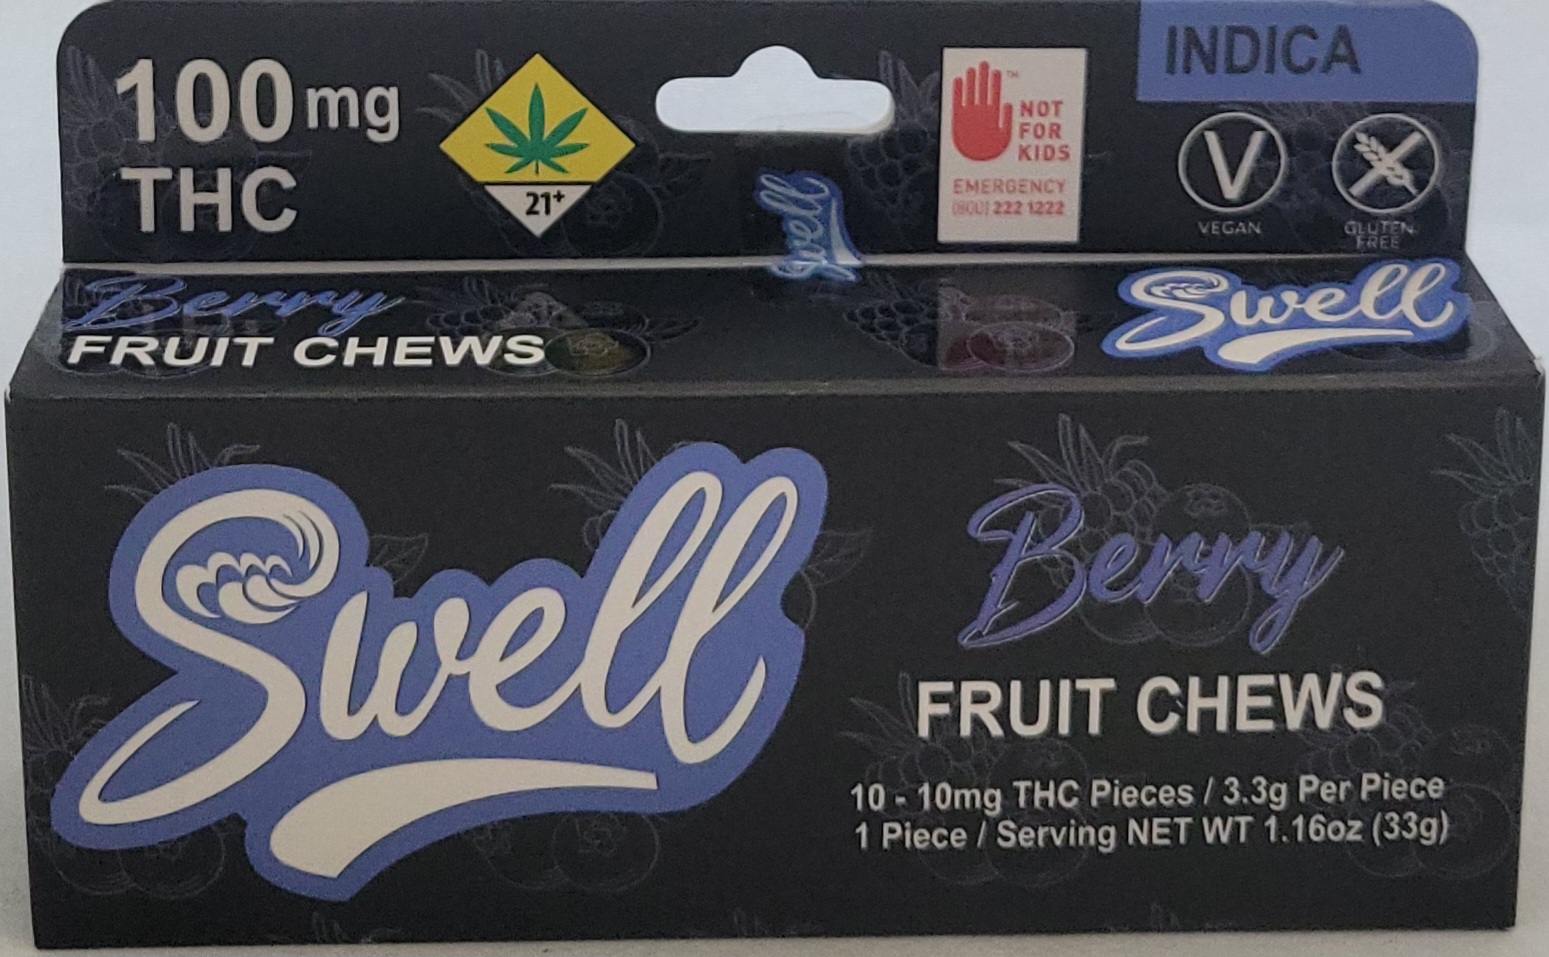 100mg
THC
21+
NOT
FOR
KIDS
EMERGENCY
(800) 222 1222
INDICA
V
VEGAN
GLUTEN
FREE
Swell
Berry
FRUIT CHEWS
Swell
Swell
Berry
FRUIT CHEWS
10 - 10mg THC Pieces / 3.3g Per Piece
1 Piece / Serving NET WT 1.16oz (33g)